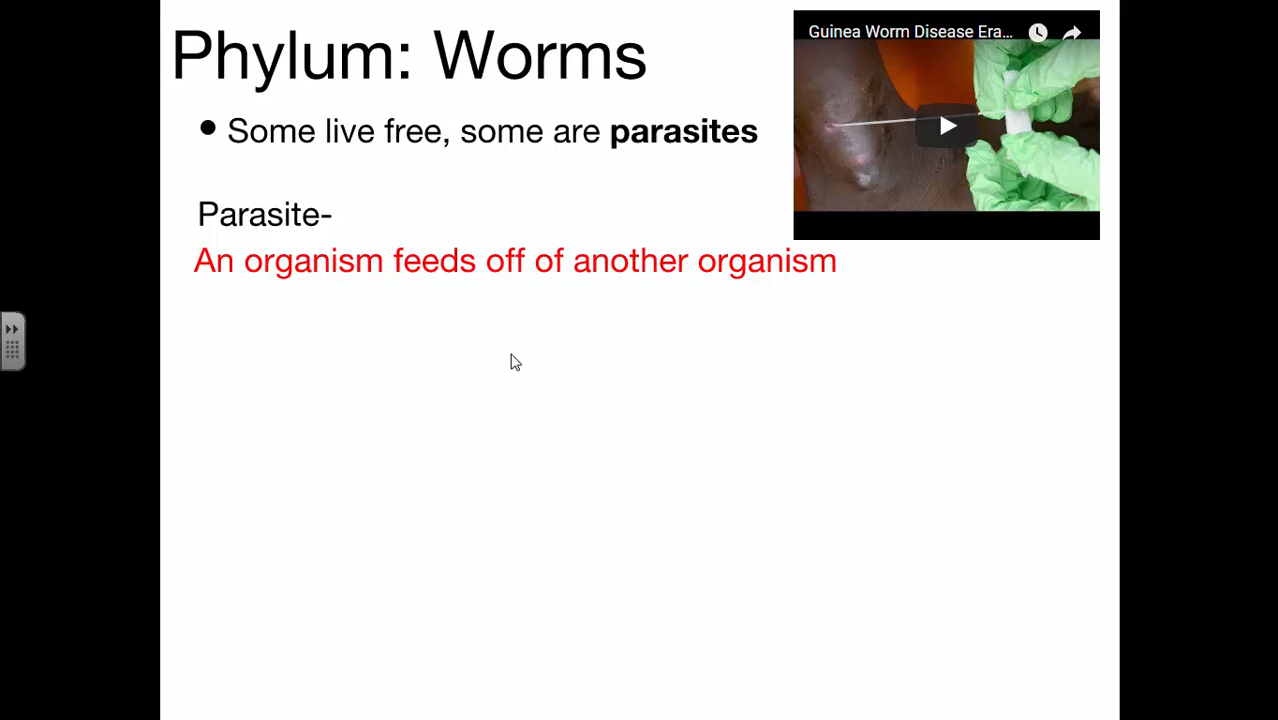 Phylum: Worms
Guinea Worm Disease Era...
• Some live free, some are parasites
Parasite-
An organism feeds off of another organism